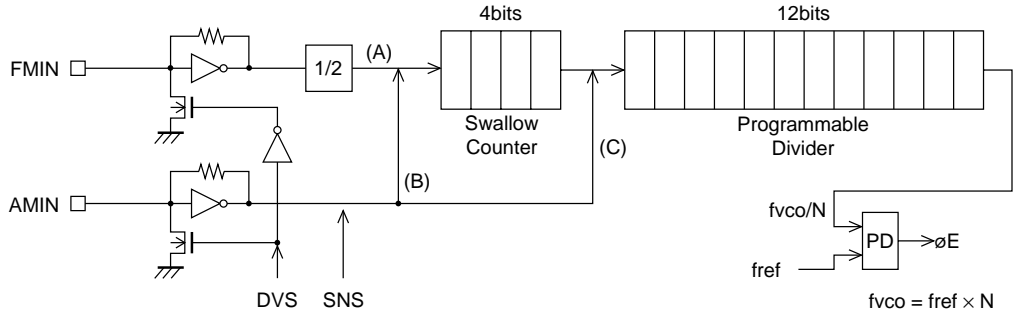 4bits
12bits
FMIN
1/2
(A)
Swallow
Counter
Programmable
Divider
(C)
(B)
AMIN
fvco/N
PD
øE
fref
DVS
SNS
fvco = fref × N